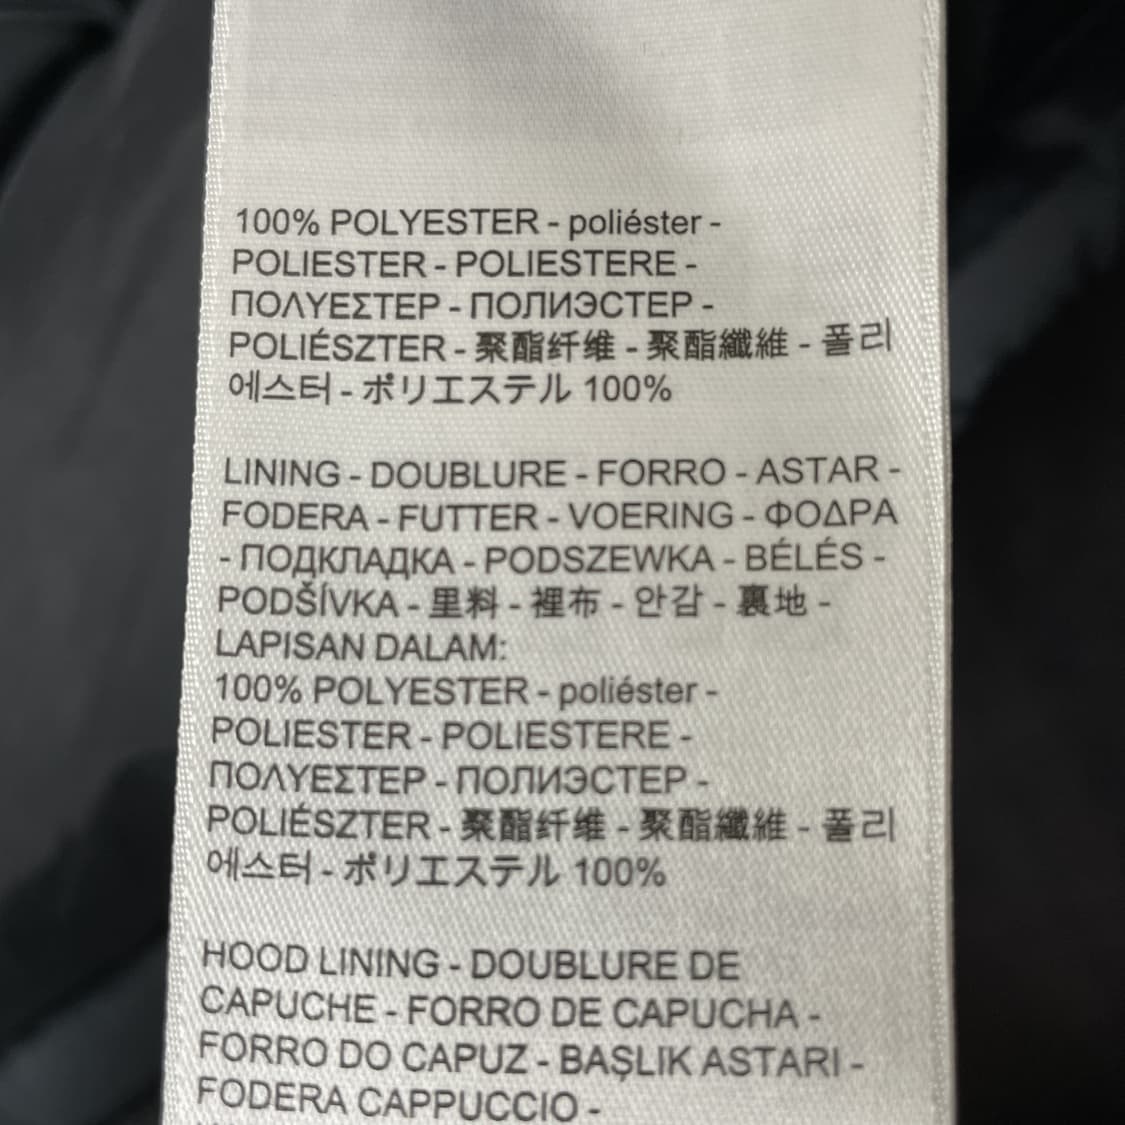 100% POLYESTER - poliéster -
POLIESTER - POLIESTERE -
ΠΟΛΥΕΣΤΕΡ - ПОЛИЭСТЕР -
POLIÉSZTER - 聚酯纤维 - 聚酯纖維 - 폴리
에스터 - ポリエステル 100%
LINING - DOUBLURE - FORRO - ASTAR -
FODERA - FUTTER - VOERING - ΦΟΔΡΑ
- ПОДКЛАДКА - PODSZEWKA - BÉLÉS -
PODŠÍVKA - 里料 - 裡布 - 안감 - 裏地 -
LAPISAN DALAM:
100% POLYESTER - poliéster -
POLIESTER - POLIESTERE -
ΠΟΛΥΕΣΤΕΡ - ПОЛИЭСТЕР -
POLIÉSZTER - 聚酯纤维 - 聚酯纖維 - 폴리
에스터 - ポリエステル 100%
HOOD LINING - DOUBLURE DE
CAPUCHE - FORRO DE CAPUCHA -
FORRO DO CAPUZ - BAŞLIK ASTARI -
FODERA CAPPUCCIO -